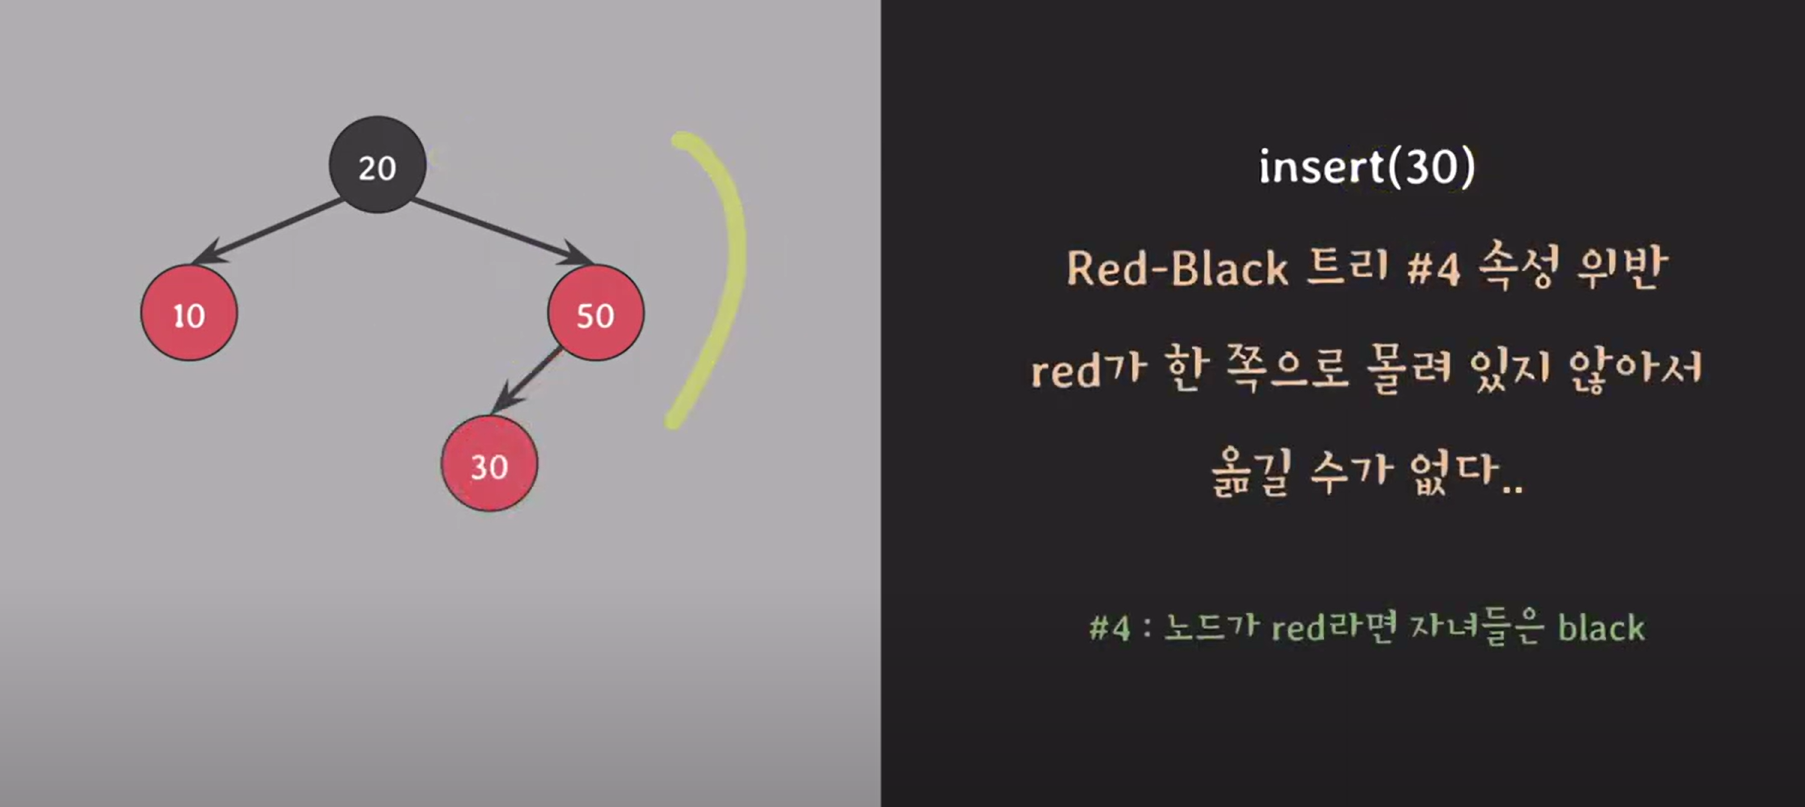 20
10
50
30
insert(30)
Red-Black 트리 #4 속성 위반
red가 한 쪽으로 몰려 있지 않아서
옮길 수가 없다..
#4 : 노드가 red라면 자녀들은 black